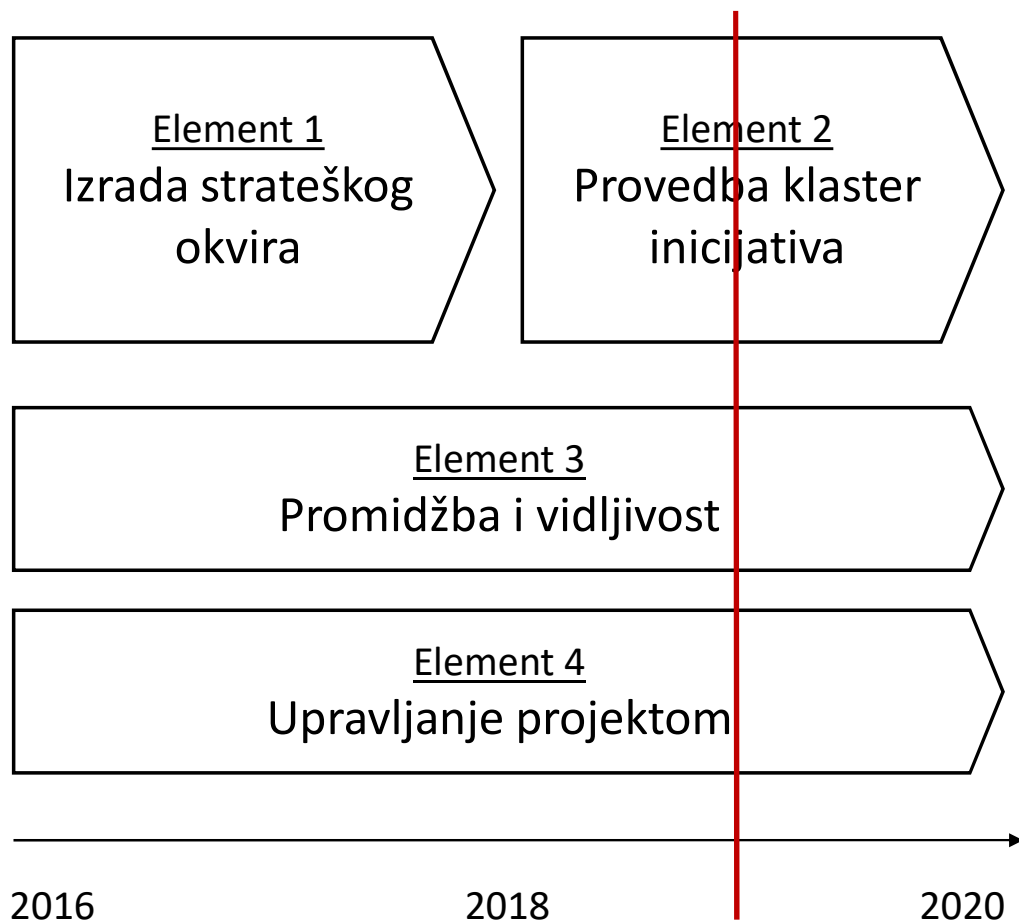 Element 1
Izrada strateškog
okvira
Element 2
Provedba klaster
inicijativa
Element 3
Promidžba i vidljivost
Element 4
Upravljanje projektom
2016
2018
2020